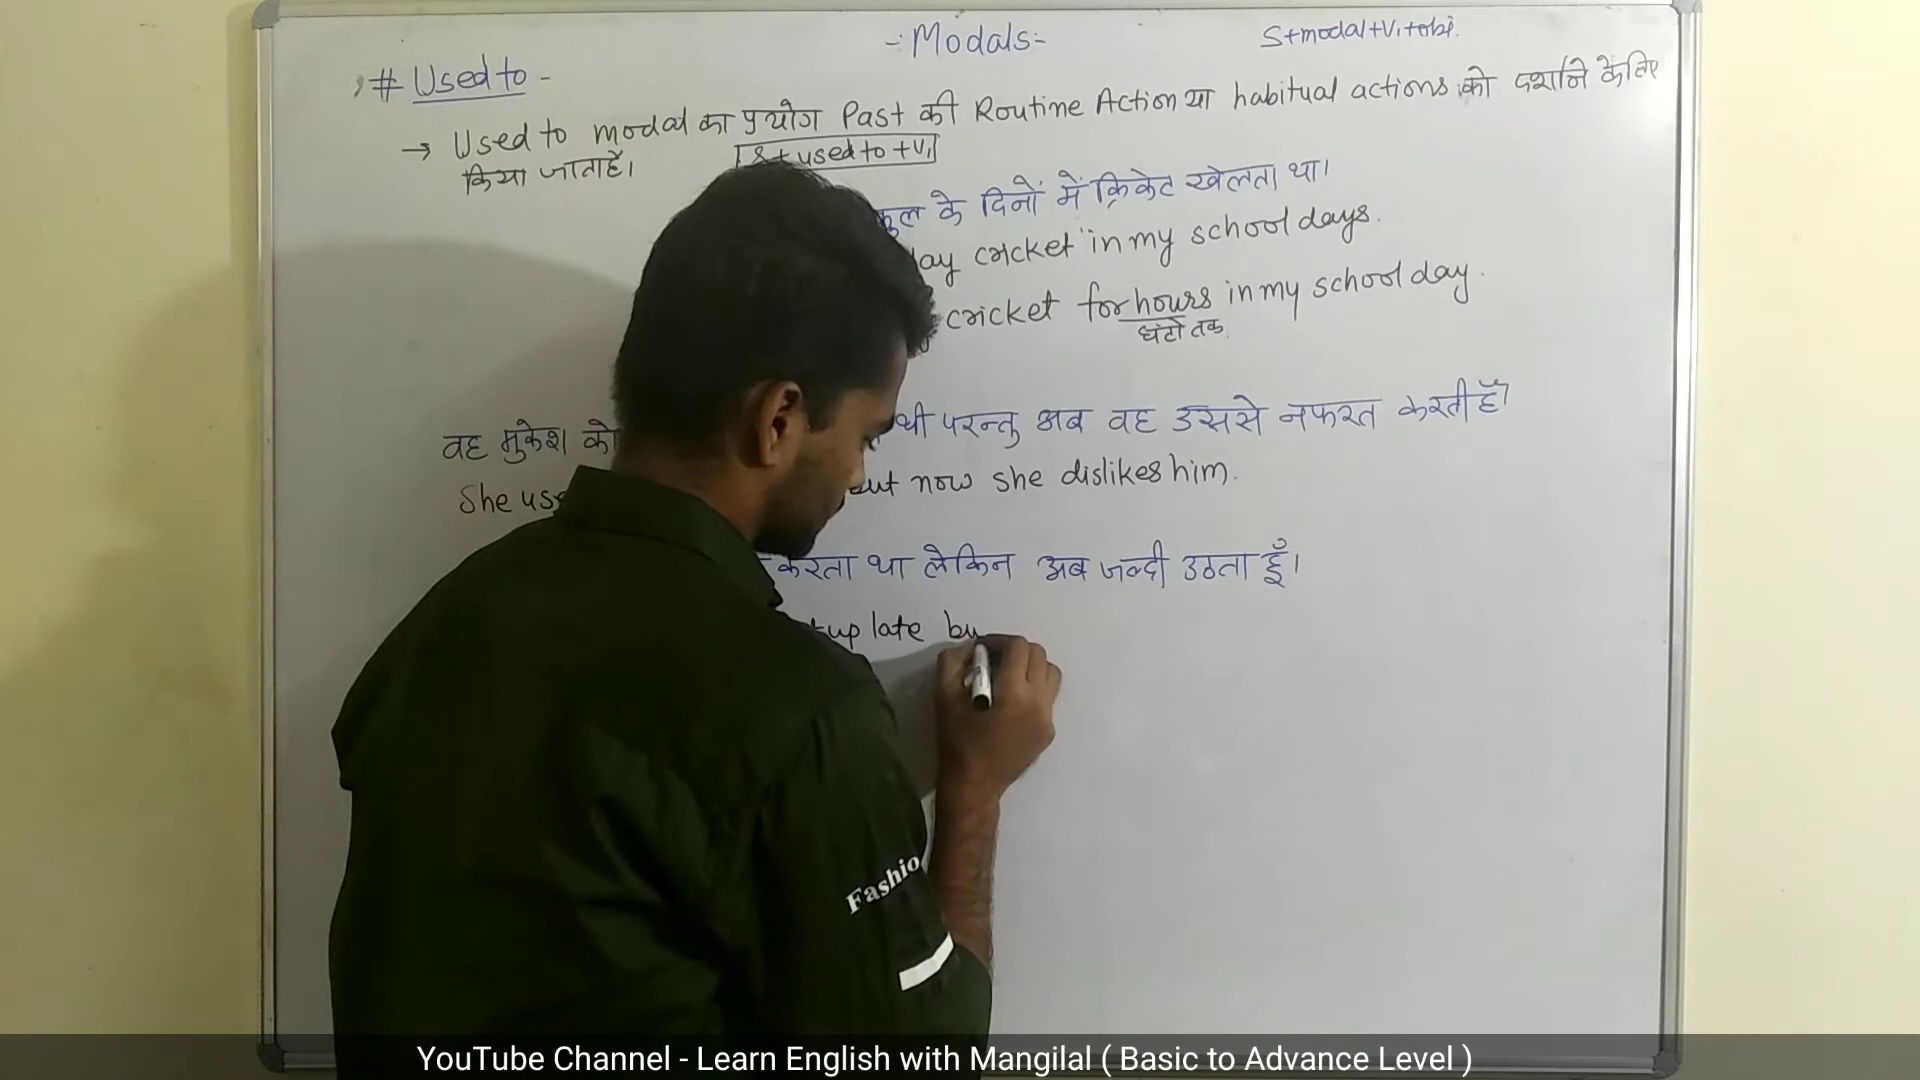 -: Modals:-
S+modal+V₁+obj.
# Used to -
→ Used to modal का प्रयोग Past की Routine Action या habitual actions को दर्शाने के लिए
किया जाता हैं।
S+ used to +V₁
के दिनों में क्रिकेट खेलता था।
cricket in my school days.
cricket for hours in my school day.
घंटो तक
वह मुकेश को थी परन्तु अब वह उससे नफरत करती हैं
She now she dislikes him.
करता था लेकिन अब जल्दी उठता हूँ।
up late bu
Fashio
YouTube Channel - Learn English with Mangilal ( Basic to Advance Level )